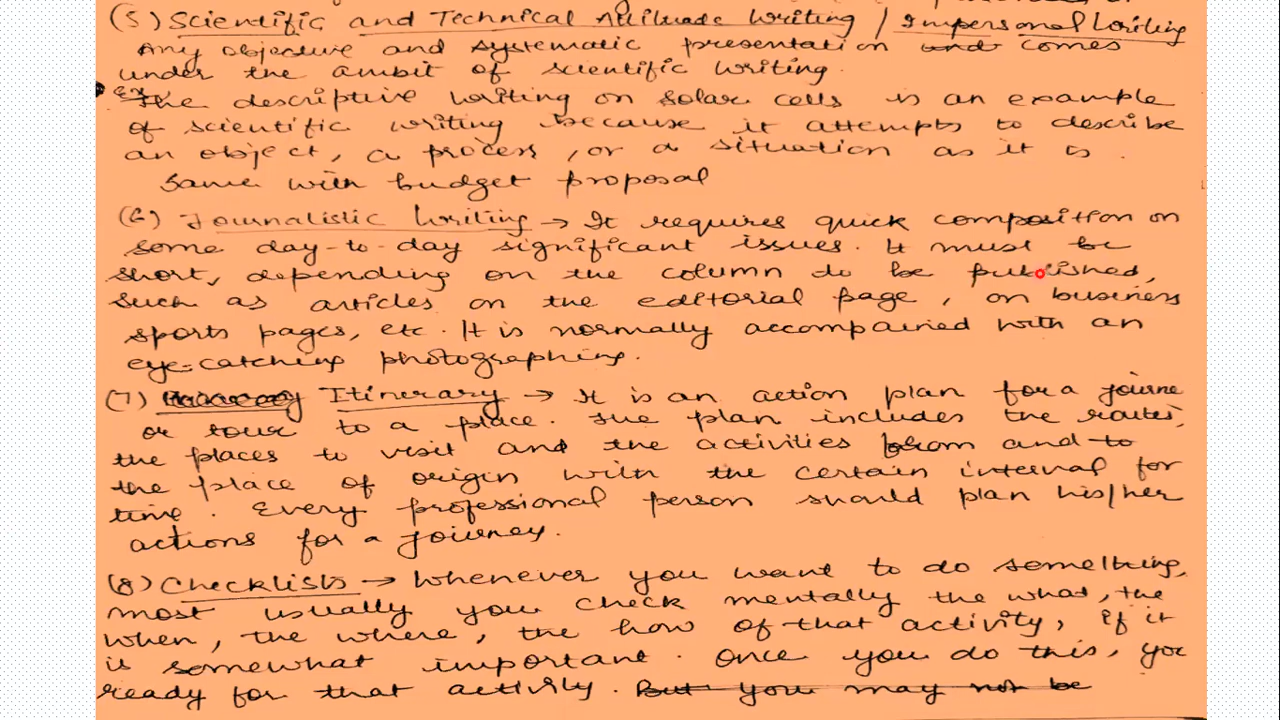 (5) Scientific and Technical Attitude Writing / Impersonal Writing
Any objective and systematic presentation and comes
under the ambit of scientific writing.
Ex. The descriptive writing on solar cells is an example
of scientific writing because it attempts to describe
an object, a process, or a situation as it is.
Same with budget proposal
(6) Journalistic Writing → It requires quick composition on
some day-to-day significant issues. It must be
short, depending on the column to be published,
such as articles on the editorial page, on business
sports pages, etc. It is normally accompained with an
eye-catching photographing.
(7) Itinerary → It is an action plan for a journe
or tour to a place. The plan includes the routes,
the places to visit and the activities from and to
the place of origin with the certain interval for
time. Every professional person should plan his/her
actions for a journey.
(8) Checklists → Whenever you want to do something,
most usually you check mentally the what, the
when, the where, the how of that activity, if it
is somewhat important. Once you do this, you
ready for that activity. But you may not be